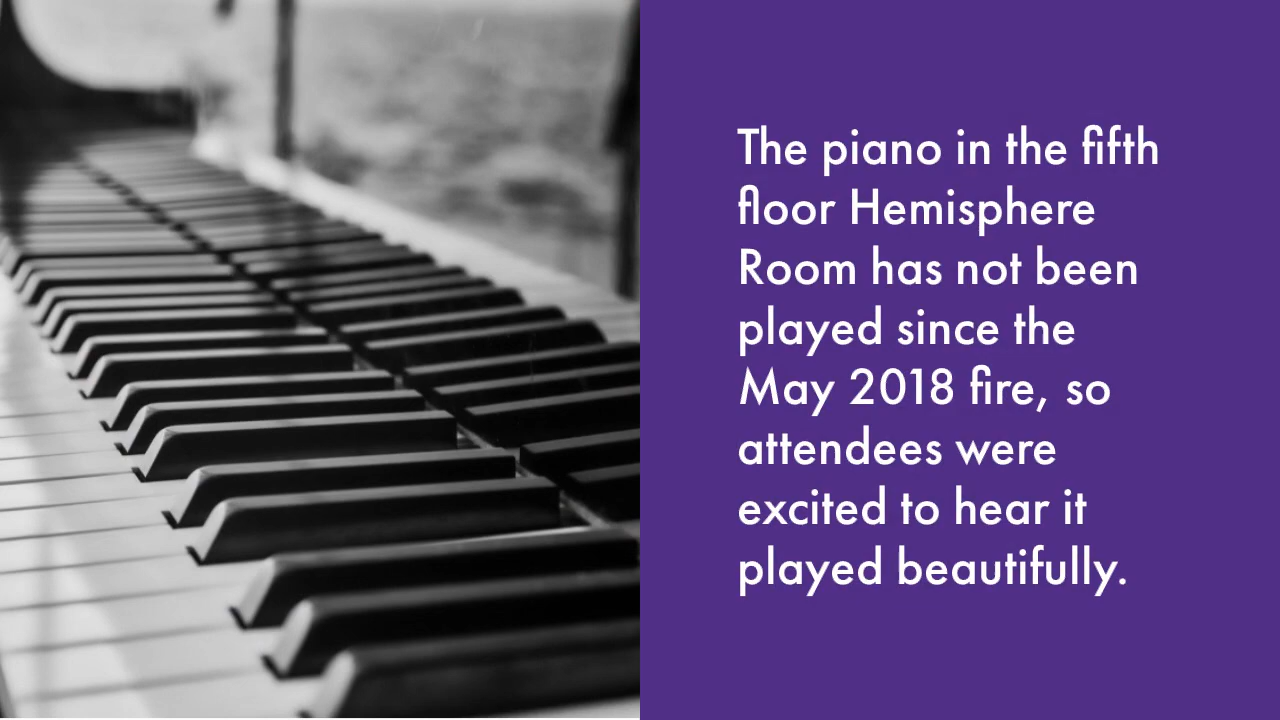 The piano in the fifth
floor Hemisphere
Room has not been
played since the
May 2018 fire, so
attendees were
excited to hear it
played beautifully.